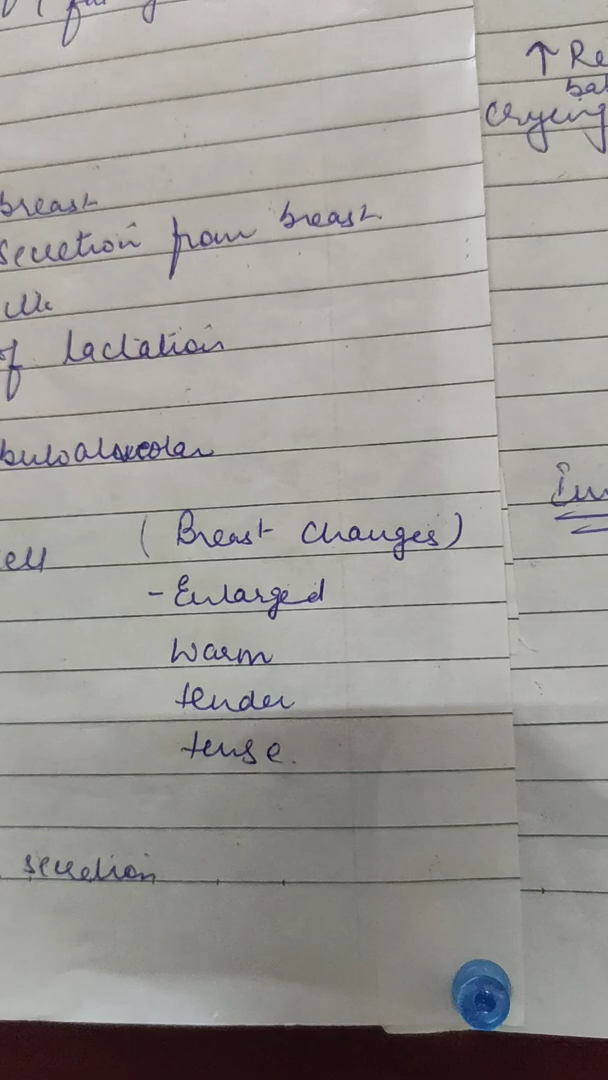 breast
secretion from breast
of lactation
buloalveolar
(Breast changes)
- Enlarged
warm
tender
tense.
secretion
↑ Re
crying